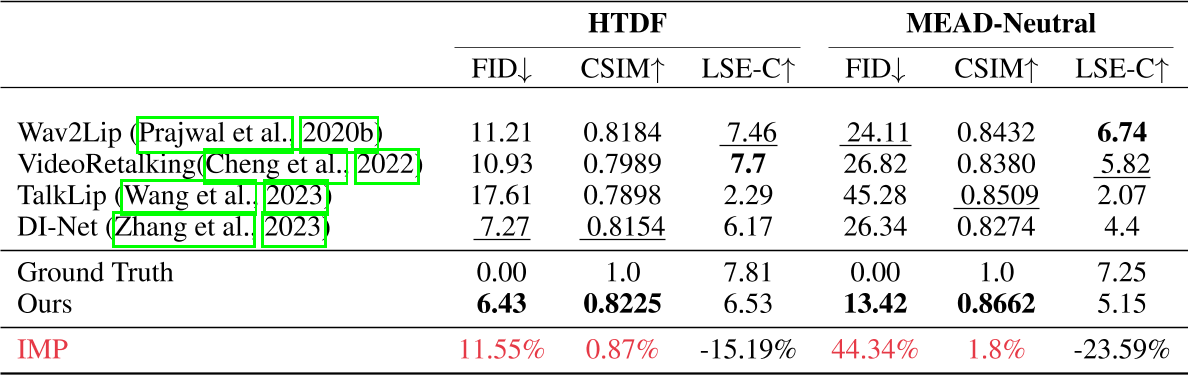 HTDF MEAD-Neutral
FID↓ CSIM↑ LSE-C↑ FID↓ CSIM↑ LSE-C↑
Wav2Lip (Prajwal et al., 2020b) 11.21 0.8184 7.46 24.11 0.8432 6.74
VideoRetalking(Cheng et al., 2022) 10.93 0.7989 7.7 26.82 0.8380 5.82
TalkLip (Wang et al., 2023) 17.61 0.7898 2.29 45.28 0.8509 2.07
DI-Net (Zhang et al., 2023) 7.27 0.8154 6.17 26.34 0.8274 4.4
Ground Truth 0.00 1.0 7.81 0.00 1.0 7.25
Ours 6.43 0.8225 6.53 13.42 0.8662 5.15
IMP 11.55% 0.87% -15.19% 44.34% 1.8% -23.59%